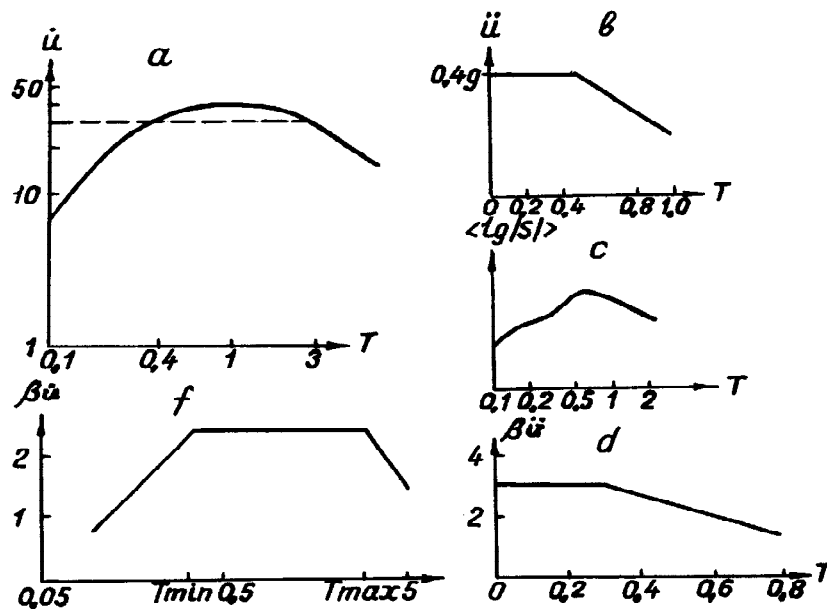 a
u̇
50
10
1
0,1 0,4 1 3 T
в
ü
0,4g
0 0,2 0,4 0,8 1,0 T
<lg|S|>
c
0,1 0,2 0,5 1 2 T
f
βu̇
2
1
0,05 Tmin 0,5 Tmax 5
βü
d
4
2
0 0,2 0,4 0,6 0,8 T